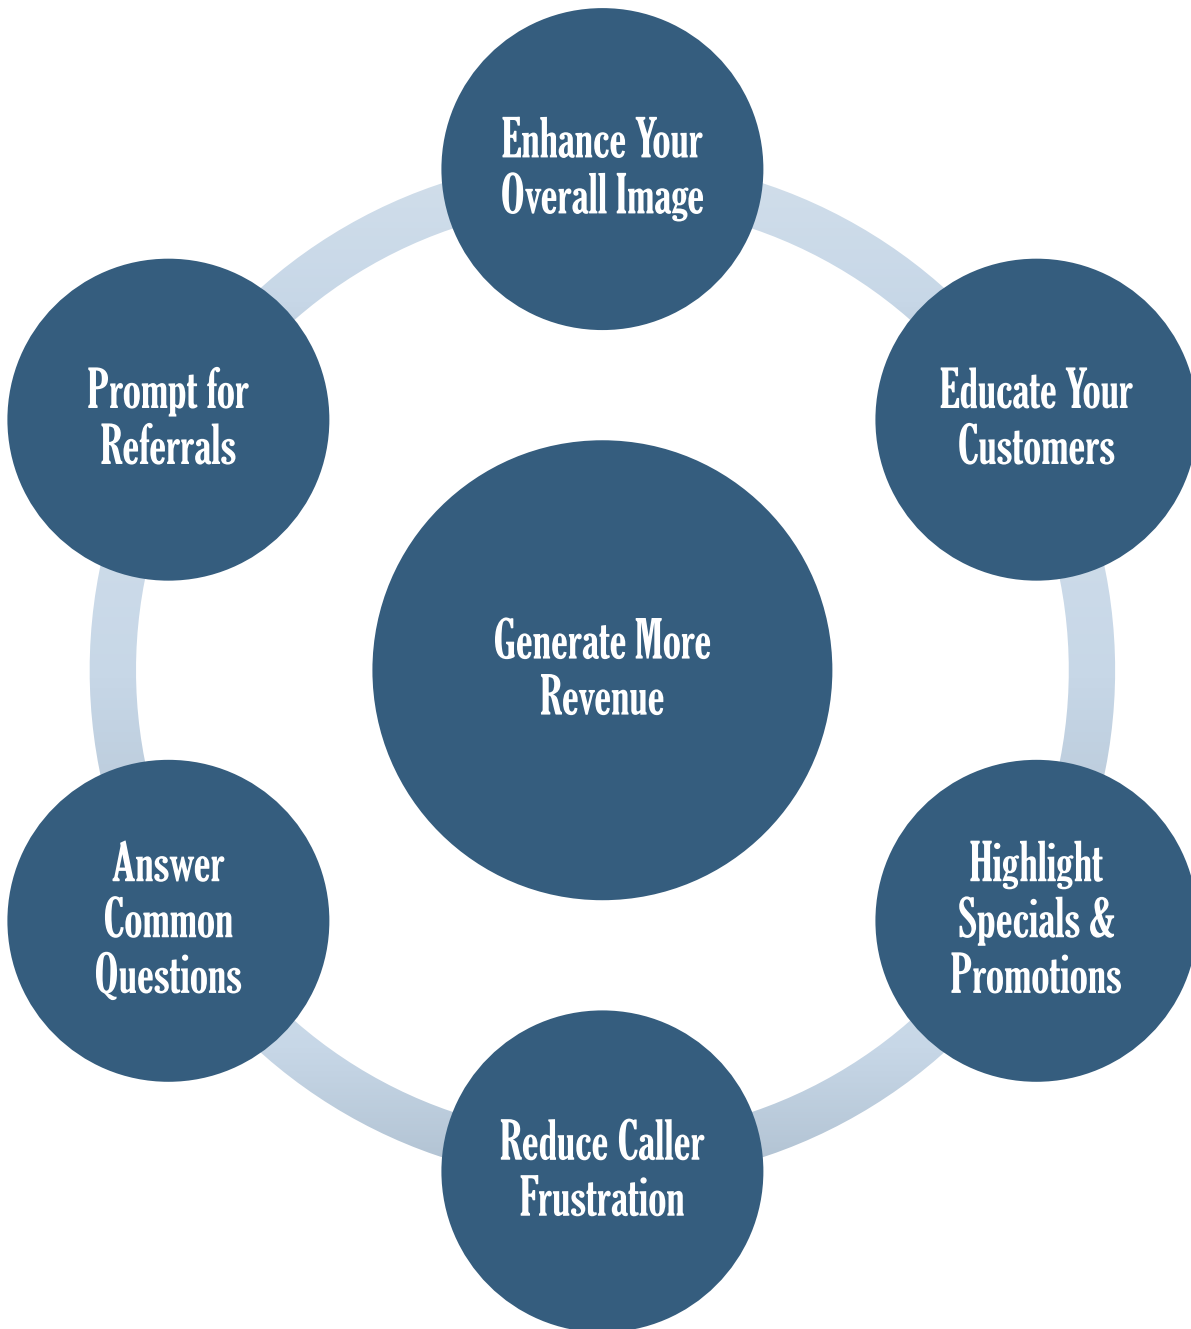 Enhance Your
Overall Image
Educate Your
Customers
Highlight
Specials &
Promotions
Reduce Caller
Frustration
Answer
Common
Questions
Prompt for
Referrals
Generate More
Revenue